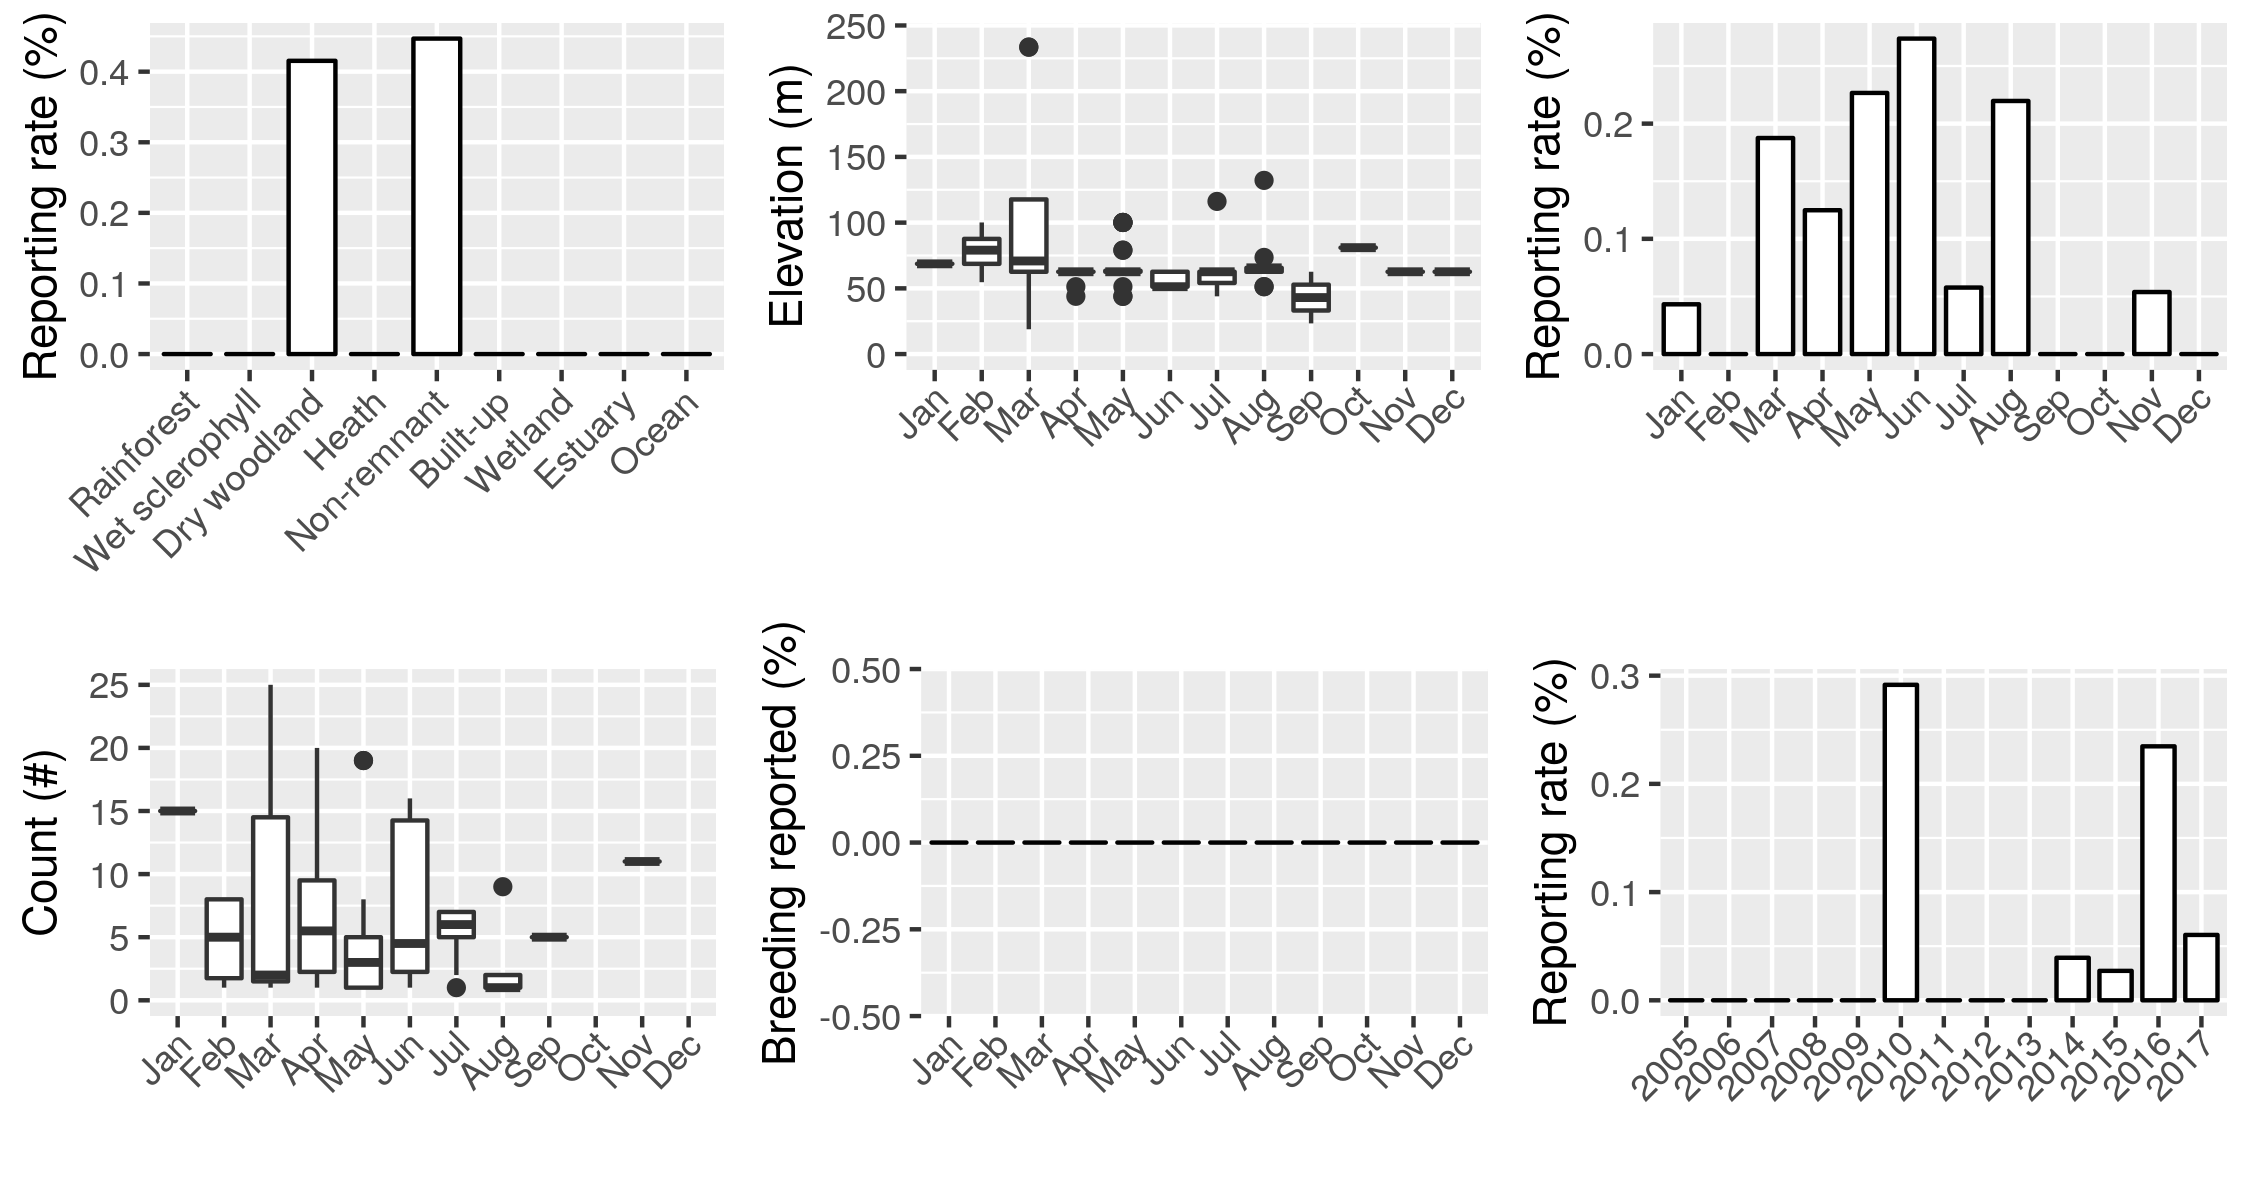 Reporting rate (%)
0.4
0.3
0.2
0.1
0.0
Rainforest
Wet sclerophyll
Dry woodland
Heath
Non-remnant
Built-up
Wetland
Estuary
Ocean
Elevation (m)
250
200
150
100
50
0
Jan
Feb
Mar
Apr
May
Jun
Jul
Aug
Sep
Oct
Nov
Dec
Reporting rate (%)
0.2
0.1
0.0
Jan
Feb
Mar
Apr
May
Jun
Jul
Aug
Sep
Oct
Nov
Dec
Count (#)
25
20
15
10
5
0
Jan
Feb
Mar
Apr
May
Jun
Jul
Aug
Sep
Oct
Nov
Dec
Breeding reported (%)
0.50
0.25
0.00
-0.25
-0.50
Jan
Feb
Mar
Apr
May
Jun
Jul
Aug
Sep
Oct
Nov
Dec
Reporting rate (%)
0.3
0.2
0.1
0.0
2005
2006
2007
2008
2009
2010
2011
2012
2013
2014
2015
2016
2017